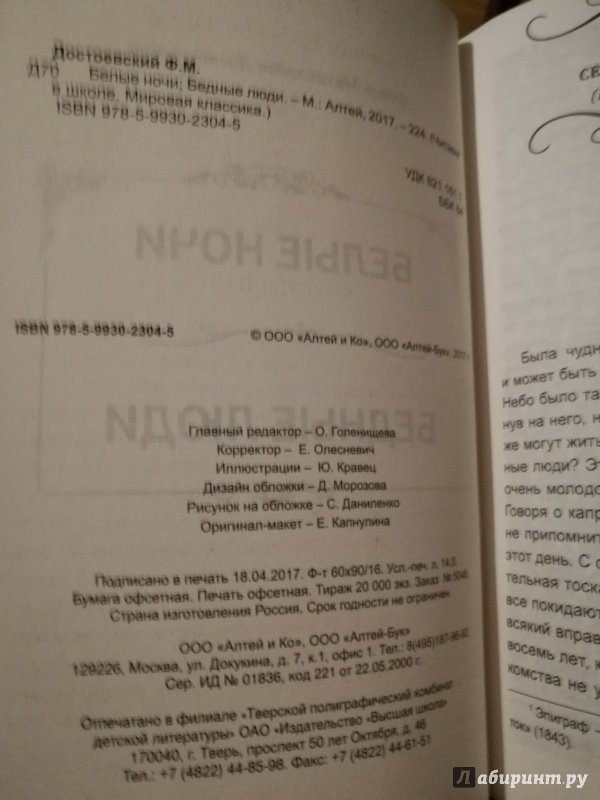 Достоевский Ф.М.
Д70 Белые ночи; Бедные люди. – М.: Алтей, 2017. – 224. (Читаем
в школе. Мировая классика.)
ISBN 978-5-9930-2304-5
УДК 821.161.1
ББК 84
БЕЛЫЕ НОЧИ
ISBN 978-5-9930-2304-5
© ООО «Алтей и Ко», ООО «Алтей-Бук», 2017
БЕДНЫЕ ЛЮДИ
Главный редактор – О. Голенищева
Корректор – Е. Олесневич
Иллюстрации – Ю. Кравец
Дизайн обложки – Д. Морозова
Рисунок на обложке – С. Даниленко
Оригинал-макет – Е. Капнулина
Подписано в печать 18.04.2017. Ф-т 60х90/16. Усл.-печ. л. 14.0.
Бумага офсетная. Печать офсетная. Тираж 20 000 экз. Заказ № 5046
Страна изготовления Россия. Срок годности не ограничен.
ООО «Алтей и Ко», ООО «Алтей-Бук»
129226, Москва, ул. Докукина, д. 7, к.1, офис 1. Тел.:
Сер. ИД № 01836, код 221 от 22.05.2000 г.
Отпечатано в филиале «Тверской полиграфический комбинат
детской литературы» ОАО «Издательство «Высшая школа»
170040, г. Тверь, проспект 50 лет Октября, д. 46
Тел.: +7 (4822) 44-85-98. Факс: +7 (4822) 44-61-51
СЕ
Была чудн
и может быть
Небо было та
нув на него, н
же могут жить
ные люди? Э
очень молодо
Говоря о капр
не припомнит
этот день. С с
тельная тоска
все покидают
всякий вправ
восемь лет, к
комства не у
¹ Эпиграф –
ток» (1843).
Лабиринт.ру